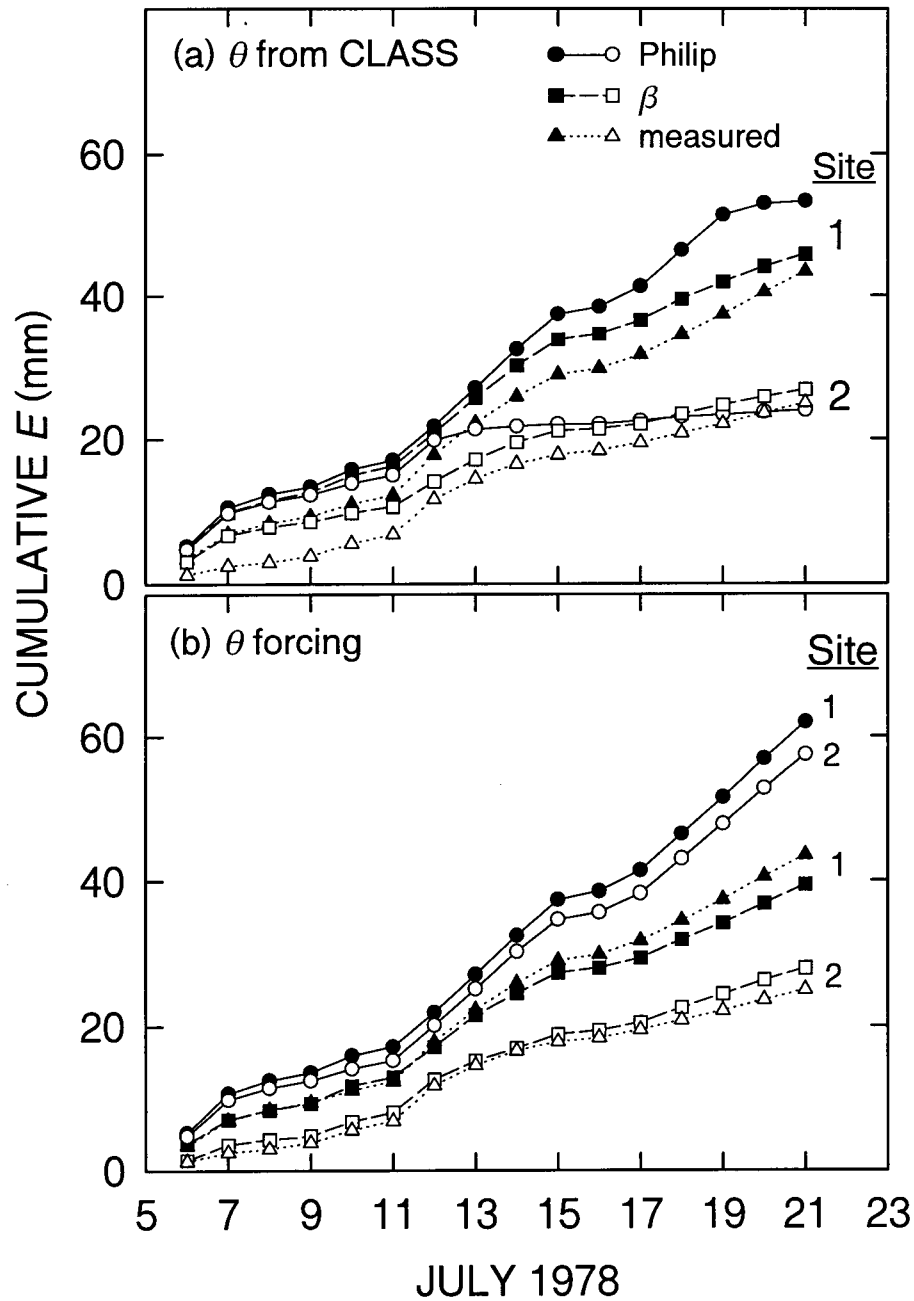 (a) θ from CLASS
Philip
β
measured
Site
1
2
60
40
20
0
CUMULATIVE E (mm)
(b) θ forcing
Site
1
2
1
2
60
40
20
0
5 7 9 11 13 15 17 19 21 23
JULY 1978